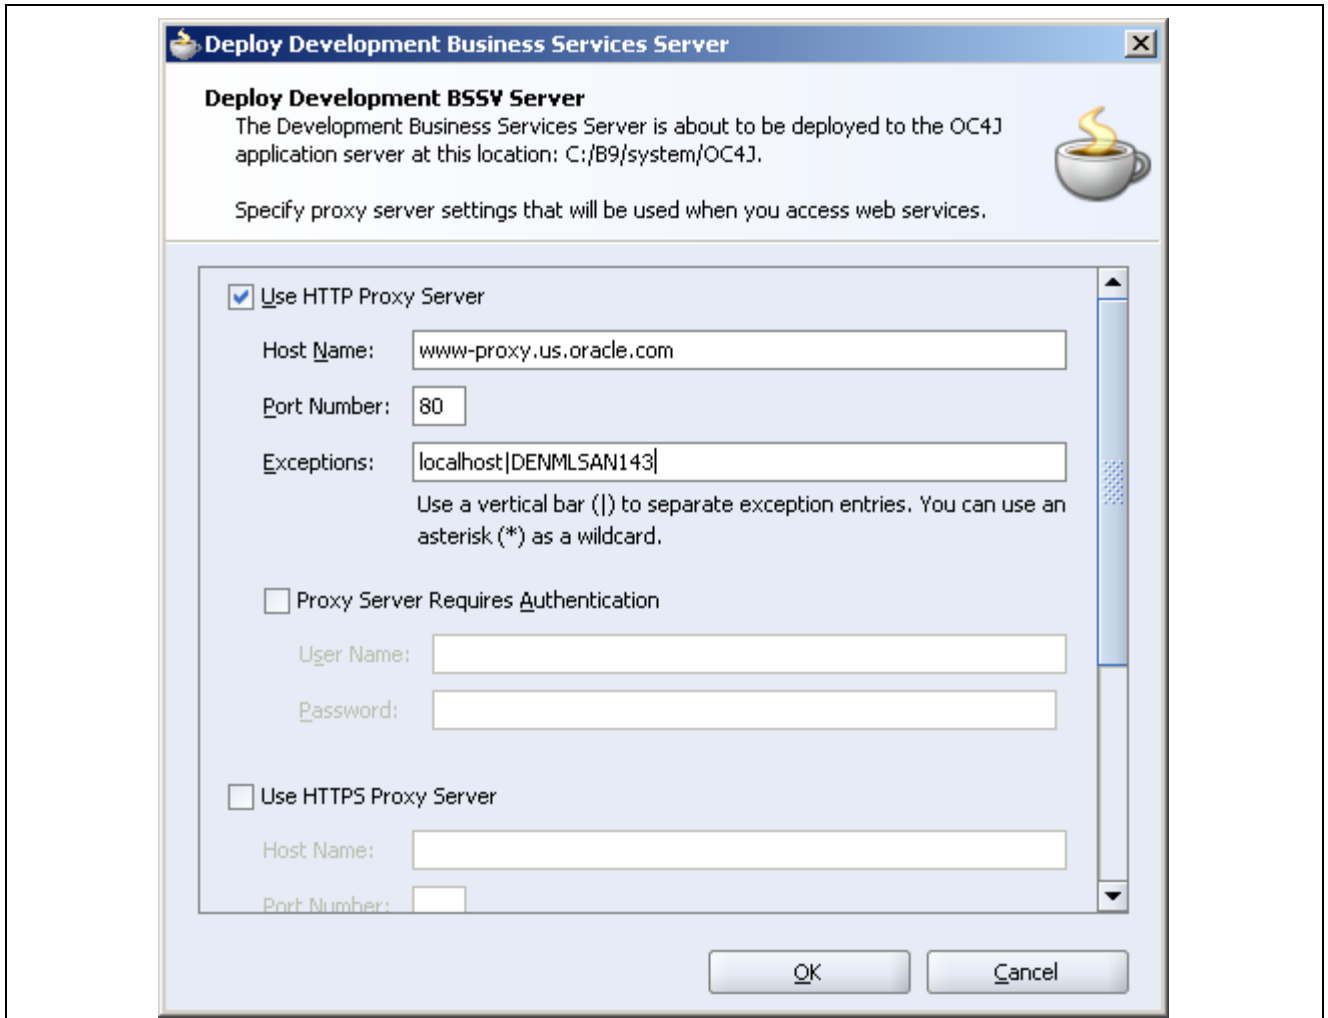 Deploy Development Business Services Server
Deploy Development BSSV Server
The Development Business Services Server is about to be deployed to the OC4J
application server at this location: C:/B9/system/OC4J.
Specify proxy server settings that will be used when you access web services.
Use HTTP Proxy Server
Host Name: www-proxy.us.oracle.com
Port Number: 80
Exceptions: localhost|DENMLSAN143
Use a vertical bar (|) to separate exception entries. You can use an
asterisk (*) as a wildcard.
Proxy Server Requires Authentication
User Name:
Password:
Use HTTPS Proxy Server
Host Name:
Port Number:
OK Cancel